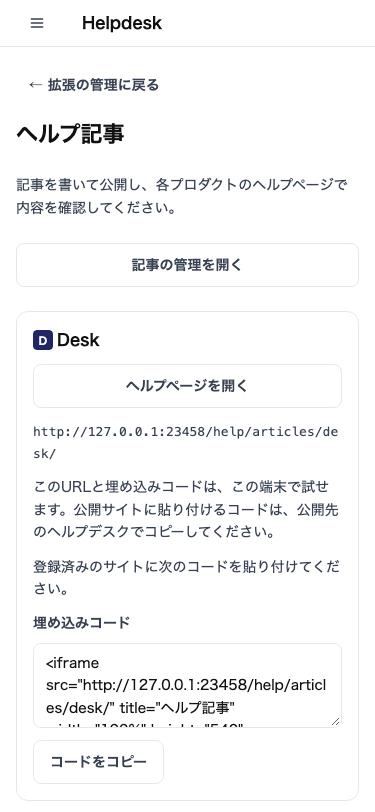 Helpdesk
← 拡張の管理に戻る
ヘルプ記事
記事を書いて公開し、各プロダクトのヘルプページで
内容を確認してください。
記事の管理を開く
D Desk
ヘルプページを開く
http://127.0.0.1:23458/help/articles/de
sk/
このURLと埋め込みコードは、この端末で試せ
ます。公開サイトに貼り付けるコードは、公開先
のヘルプデスクでコピーしてください。
登録済みのサイトに次のコードを貼り付けてくだ
さい。
埋め込みコード
<iframe
src="http://127.0.0.1:23458/help/articl
es/desk/" title="ヘルプ記事"
コードをコピー